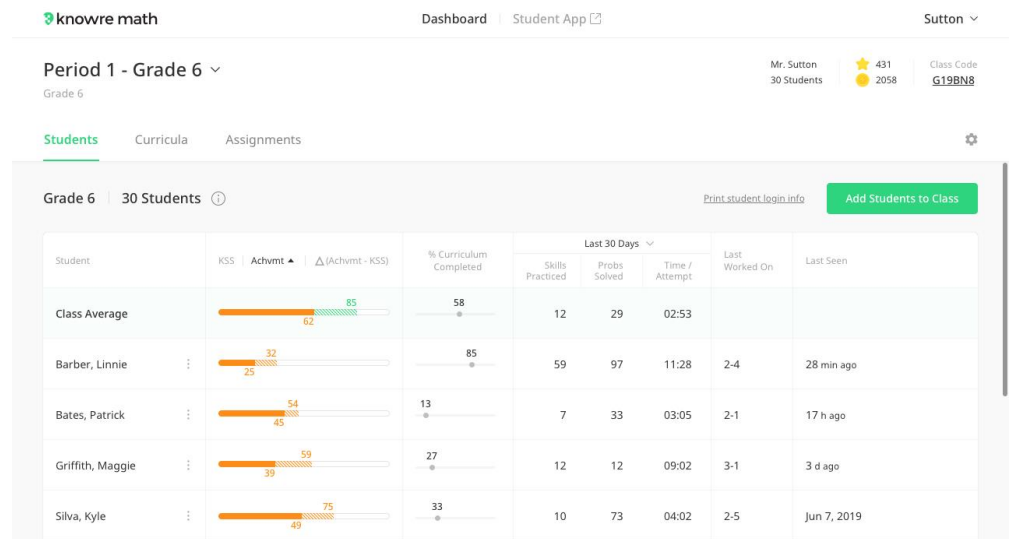 knowre math Dashboard Student App Sutton
Period 1 - Grade 6
Grade 6
Mr. Sutton
30 Students
431
2058
Class Code
G19BN8
Students Curricula Assignments
Grade 6 30 Students
Print student login info
Add Students to Class
Student
KSS Achvmt ▲ △ (Achvmt - KSS)
% Curriculum
Completed
Last 30 Days
Skills
Practiced
Probs
Solved
Time /
Attempt
Last
Worked On
Last Seen
Class Average 85 62 58 12 29 02:53
Barber, Linnie 32 25 85 59 97 11:28 2-4 28 min ago
Bates, Patrick 54 45 13 7 33 03:05 2-1 17 h ago
Griffith, Maggie 59 39 27 12 12 09:02 3-1 3 d ago
Silva, Kyle 75 49 33 10 73 04:02 2-5 Jun 7, 2019